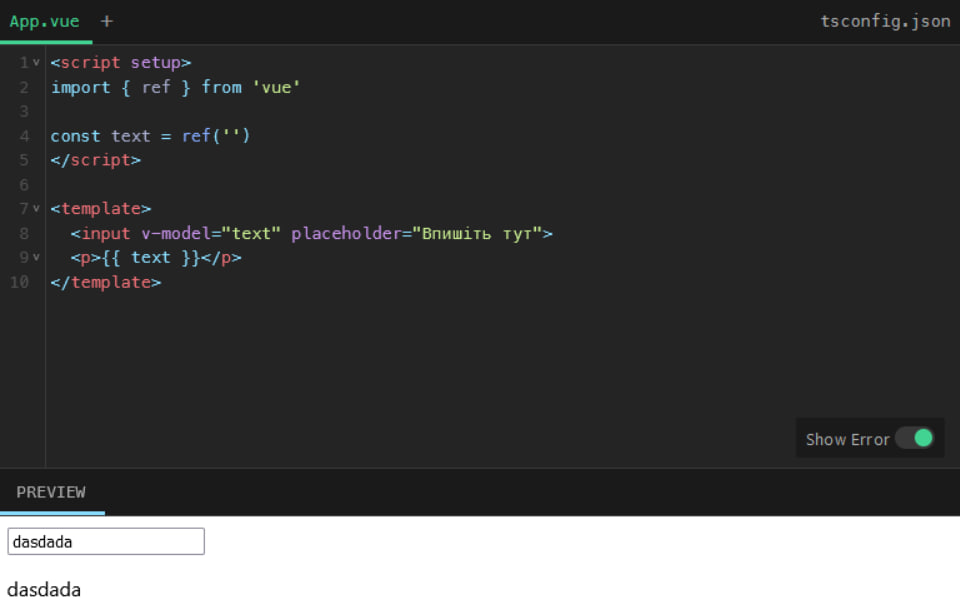 App.vue + tsconfig.json
1 <script setup>
2 import { ref } from 'vue'
3
4 const text = ref('')
5 </script>
6
7 <template>
8   <input v-model="text" placeholder="Впишіть тут">
9   <p>{{ text }}</p>
10 </template>
Show Error
PREVIEW
dasdada
dasdada